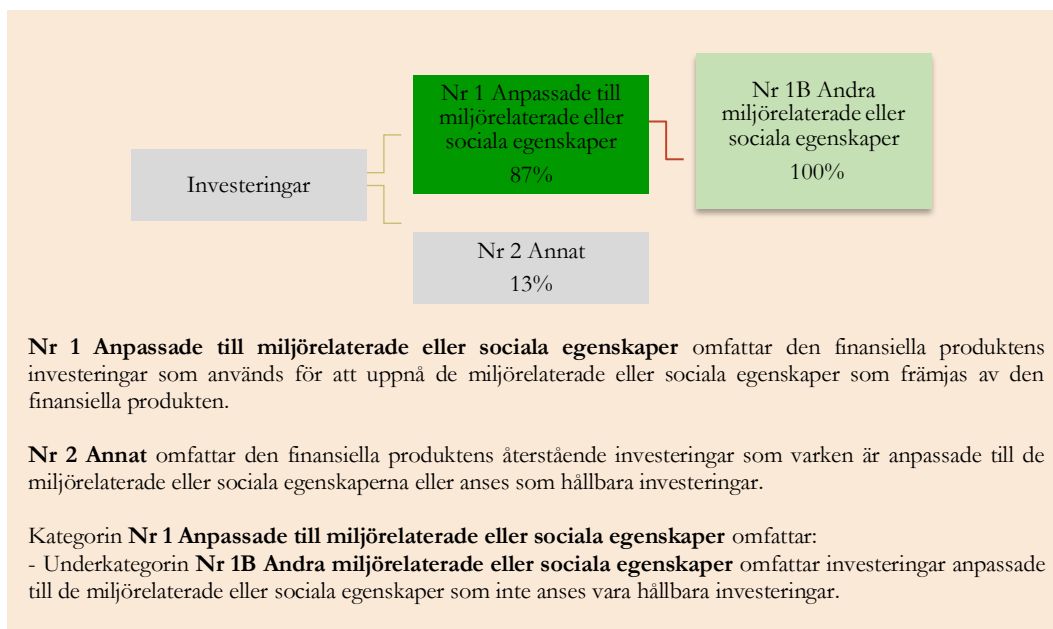 Investeringar
Nr 1 Anpassade till
miljörelaterade eller
sociala egenskaper
87%
Nr 1B Andra
miljörelaterade eller
sociala egenskaper
100%
Nr 2 Annat
13%
Nr 1 Anpassade till miljörelaterade eller sociala egenskaper omfattar den finansiella produktens
investeringar som används för att uppnå de miljörelaterade eller sociala egenskaper som främjas av den
finansiella produkten.
Nr 2 Annat omfattar den finansiella produktens återstående investeringar som varken är anpassade till de
miljörelaterade eller sociala egenskaperna eller anses som hållbara investeringar.
Kategorin Nr 1 Anpassade till miljörelaterade eller sociala egenskaper omfattar:
- Underkategorin Nr 1B Andra miljörelaterade eller sociala egenskaper omfattar investeringar anpassade
till de miljörelaterade eller sociala egenskaper som inte anses vara hållbara investeringar.